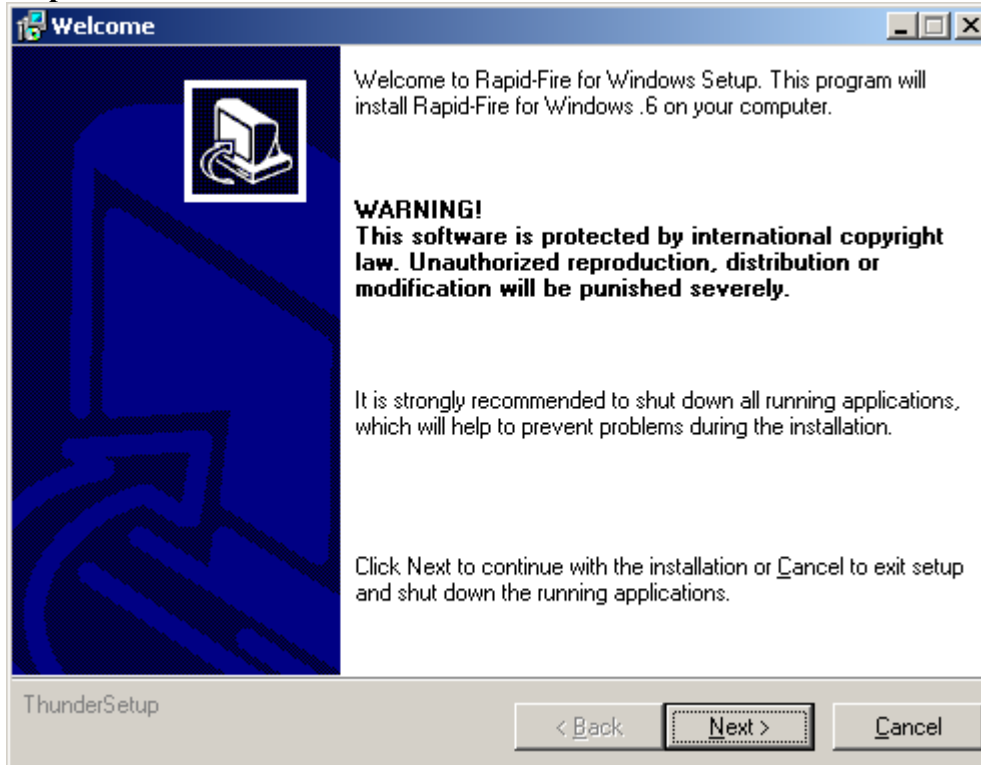 Welcome
Welcome to Rapid-Fire for Windows Setup. This program will
install Rapid-Fire for Windows .6 on your computer.
WARNING!
This software is protected by international copyright
law. Unauthorized reproduction, distribution or
modification will be punished severely.
It is strongly recommended to shut down all running applications,
which will help to prevent problems during the installation.
Click Next to continue with the installation or Cancel to exit setup
and shut down the running applications.
ThunderSetup
< Back
Next >
Cancel